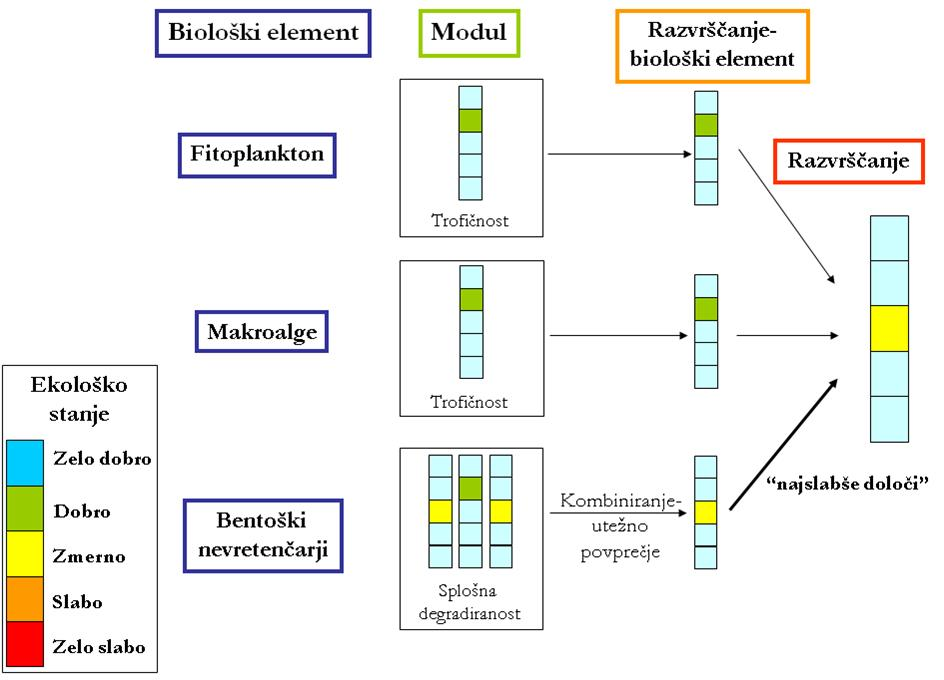 Biološki element
Modul
Razvrščanje-
biološki element
Fitoplankton
Trofičnost
Razvrščanje
Makroalge
Trofičnost
Ekološko
stanje
Zelo dobro
Dobro
Zmerno
Slabo
Zelo slabo
Bentoški
nevretenčarji
Splošna
degradiranost
Kombiniranje-
utežno
povprečje
“najslabše določi”